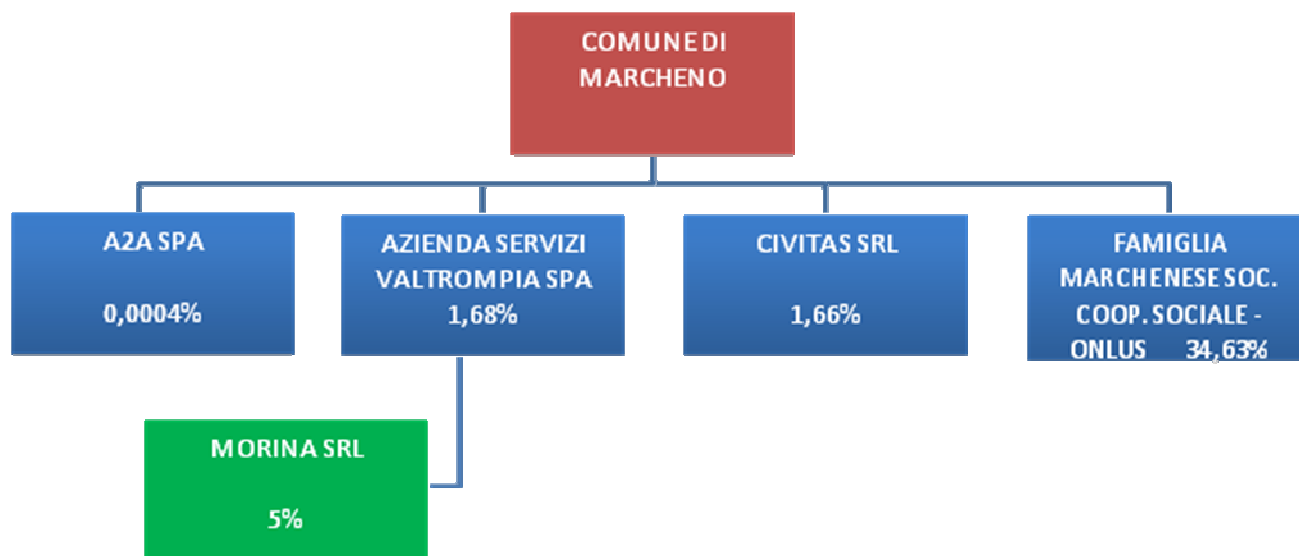 COMUNE DI
MARCHENO
A2A SPA
0,0004%
AZIENDA SERVIZI
VALTROMPIA SPA
1,68%
CIVITAS SRL
1,66%
FAMIGLIA
MARCHENESE SOC.
COOP. SOCIALE -
ONLUS 34,63%
MORINA SRL
5%